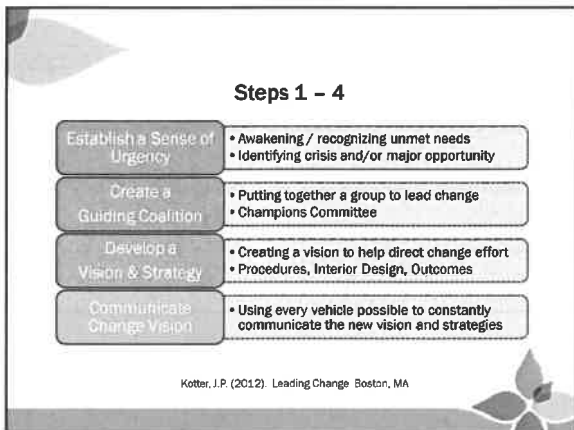 Steps 1 – 4
Establish a Sense of
Urgency
• Awakening / recognizing unmet needs
• Identifying crisis and/or major opportunity
Create a
Guiding Coalition
• Putting together a group to lead change
• Champions Committee
Develop a
Vision & Strategy
• Creating a vision to help direct change effort
• Procedures, Interior Design, Outcomes
Communicate
Change Vision
• Using every vehicle possible to constantly
communicate the new vision and strategies
Kotter, J.P. (2012). Leading Change Boston, MA